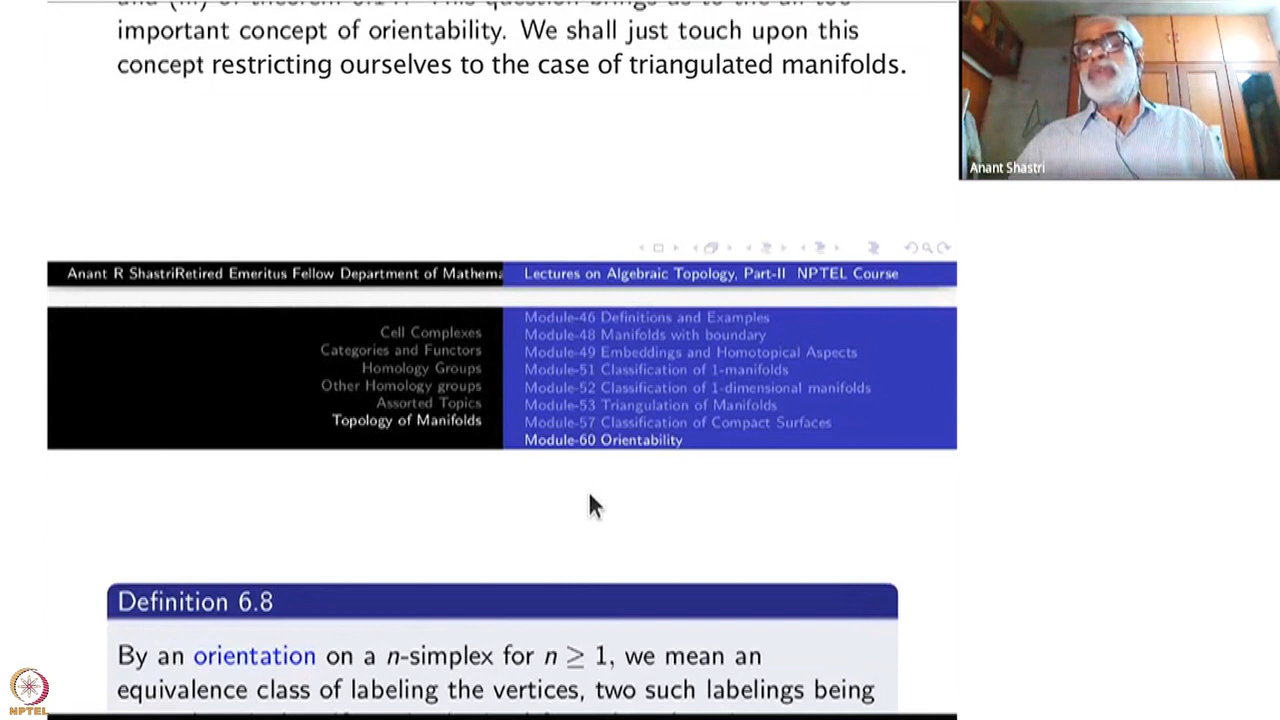 important concept of orientability. We shall just touch upon this
concept restricting ourselves to the case of triangulated manifolds.
Anant Shastri
Anant R ShastriRetired Emeritus Fellow Department of Mathema
Lectures on Algebraic Topology, Part-II NPTEL Course
Cell Complexes
Categories and Functors
Homology Groups
Other Homology groups
Assorted Topics
Topology of Manifolds
Module-46 Definitions and Examples
Module-48 Manifolds with boundary
Module-49 Embeddings and Homotopical Aspects
Module-51 Classification of 1-manifolds
Module-52 Classification of 1-dimensional manifolds
Module-53 Triangulation of Manifolds
Module-57 Classification of Compact Surfaces
Module-60 Orientability
Definition 6.8
By an orientation on a n-simplex for n ≥ 1, we mean an
equivalence class of labeling the vertices, two such labelings being
NPTEL